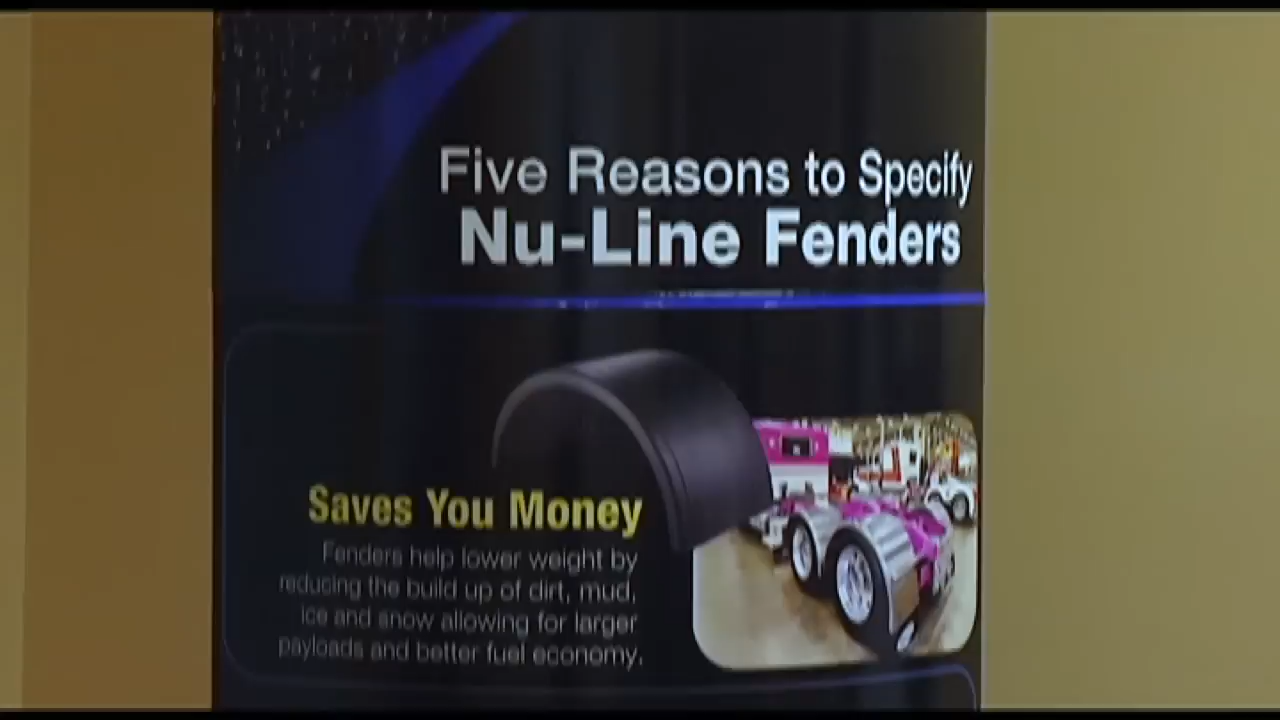 Five Reasons to Specify
Nu-Line Fenders
Saves You Money
Fenders help lower weight by
reducing the build up of dirt, mud,
ice and snow allowing for larger
payloads and better fuel economy.